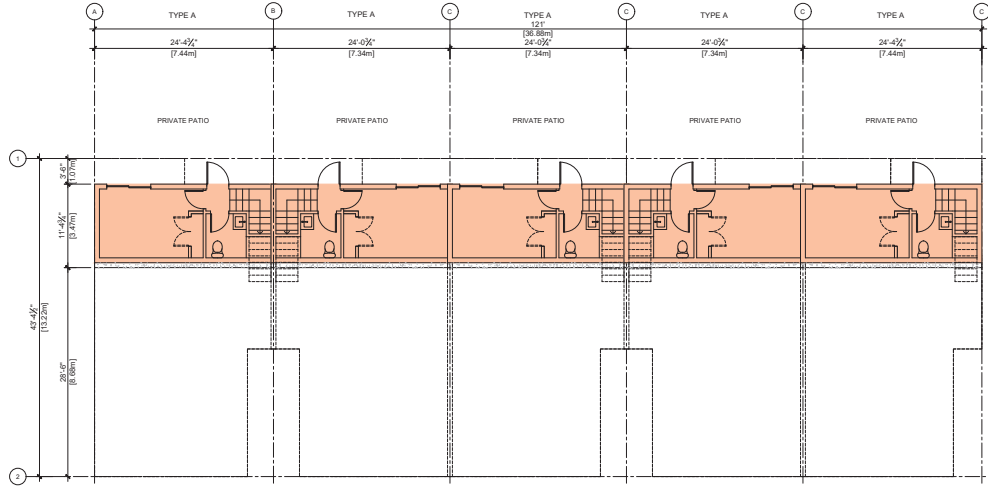 A
TYPE A
B
TYPE A
C
TYPE A
C
TYPE A
C
TYPE A
C
121'
[36.88m]
24'-4¾"
24'-0¾"
24'-0¾"
24'-0¾"
24'-4¾"
[7.44m]
[7.34m]
[7.34m]
[7.34m]
[7.44m]
PRIVATE PATIO
PRIVATE PATIO
PRIVATE PATIO
PRIVATE PATIO
PRIVATE PATIO
1
3'-6"
[1.07m]
11'-4¾"
[3.47m]
43'-4½"
[13.22m]
28'-6"
[8.68m]
2